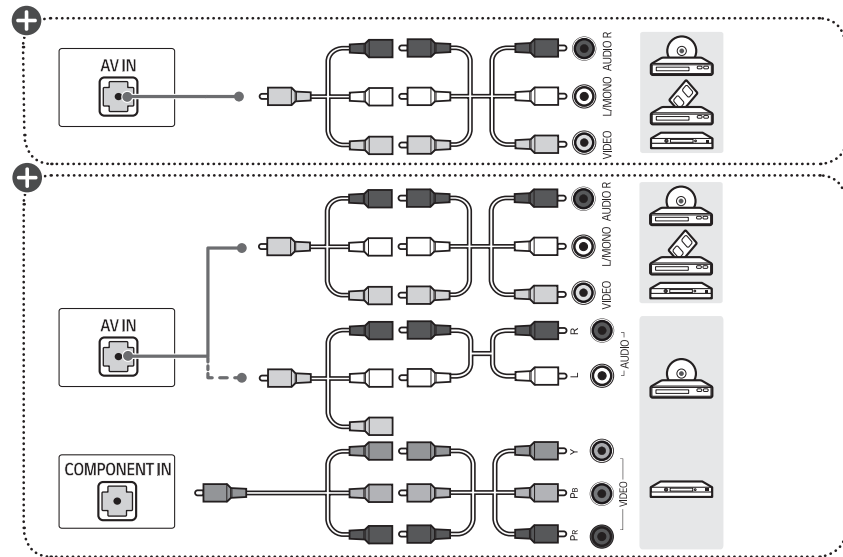 AV IN
AUDIO R
L/MONO
VIDEO
AUDIO R
L/MONO
VIDEO
AV IN
R
L
AUDIO
COMPONENT IN
Y
PB
PR
VIDEO